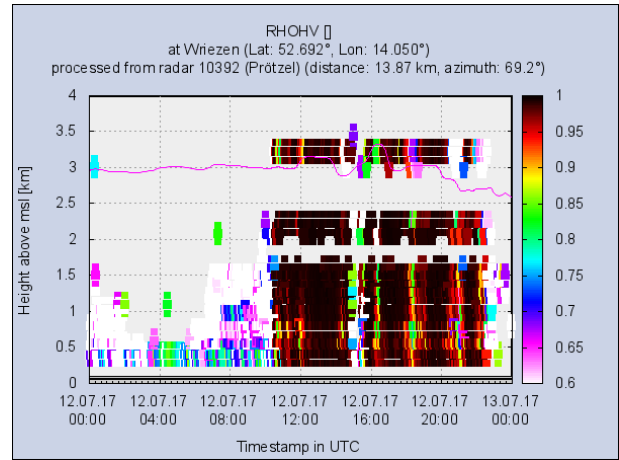 RHOHV []
at Wriezen (Lat: 52.692°, Lon: 14.050°)
processed from radar 10392 (Prötzel) (distance: 13.87 km, azimuth: 69.2°)
Height above msl [km]
4
3.5
3
2.5
2
1.5
1
0.5
0
1
0.95
0.9
0.85
0.8
0.75
0.7
0.65
0.6
12.07.17 12.07.17 12.07.17 12.07.17 12.07.17 12.07.17 13.07.17
00:00 04:00 08:00 12:00 16:00 20:00 00:00
Timestamp in UTC